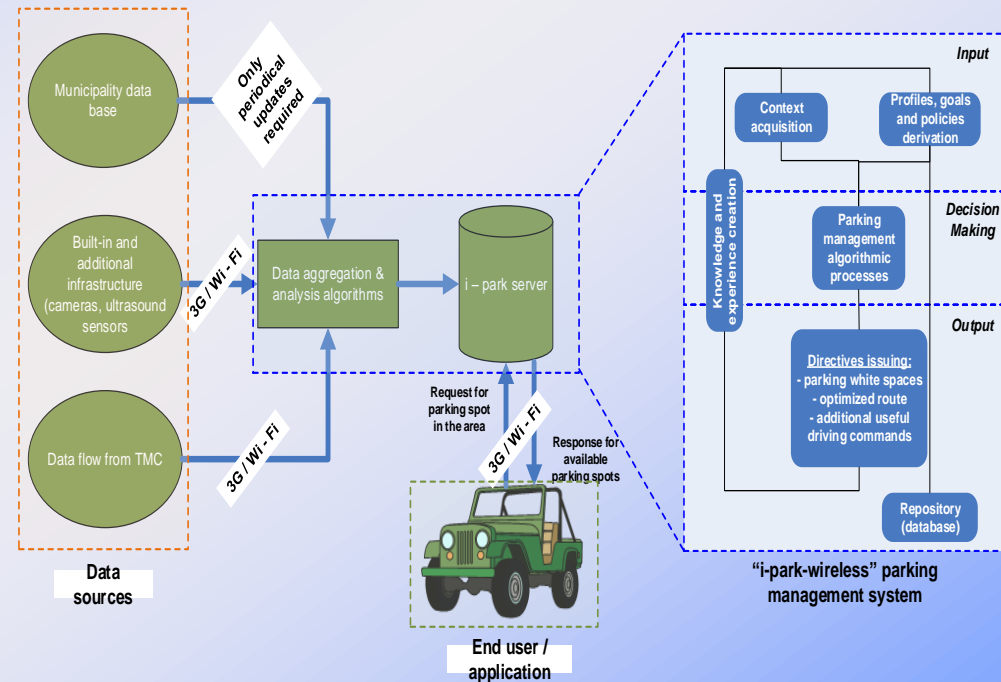 Municipality data
base
Built-in and
additional
infrastructure
(cameras, ultrasound
sensors
Data flow from TMC
Data
sources
Only
periodical
updates
required
3G / Wi - Fi
3G / Wi - Fi
Data aggregation &
analysis algorithms
i – park server
Request for
parking spot
in the area
3G / Wi - Fi
Response for
available
parking spots
End user /
application
Input
Context
acquisition
Profiles, goals
and policies
derivation
Knowledge and
experience creation
Decision
Making
Parking
management
algorithmic
processes
Output
Directives issuing:
- parking white spaces
- optimized route
- additional useful
driving commands
Repository
(database)
“i-park-wireless” parking
management system